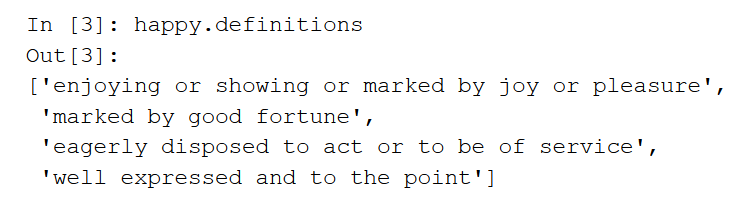 In [3]: happy.definitions
Out[3]:
['enjoying or showing or marked by joy or pleasure',
 'marked by good fortune',
 'eagerly disposed to act or to be of service',
 'well expressed and to the point']